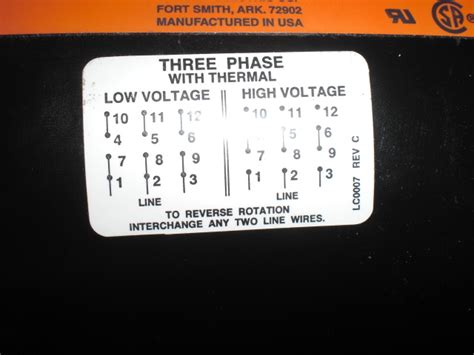 FORT SMITH, ARK. 72902
MANUFACTURED IN USA
THREE PHASE
WITH THERMAL
LOW VOLTAGE HIGH VOLTAGE
10 11 12 10 11 12
4 5 6 5 6
7 8 9 7 8 9
1 2 3 1 2 3
LINE LINE
TO REVERSE ROTATION
INTERCHANGE ANY TWO LINE WIRES.
LC0007 REV C